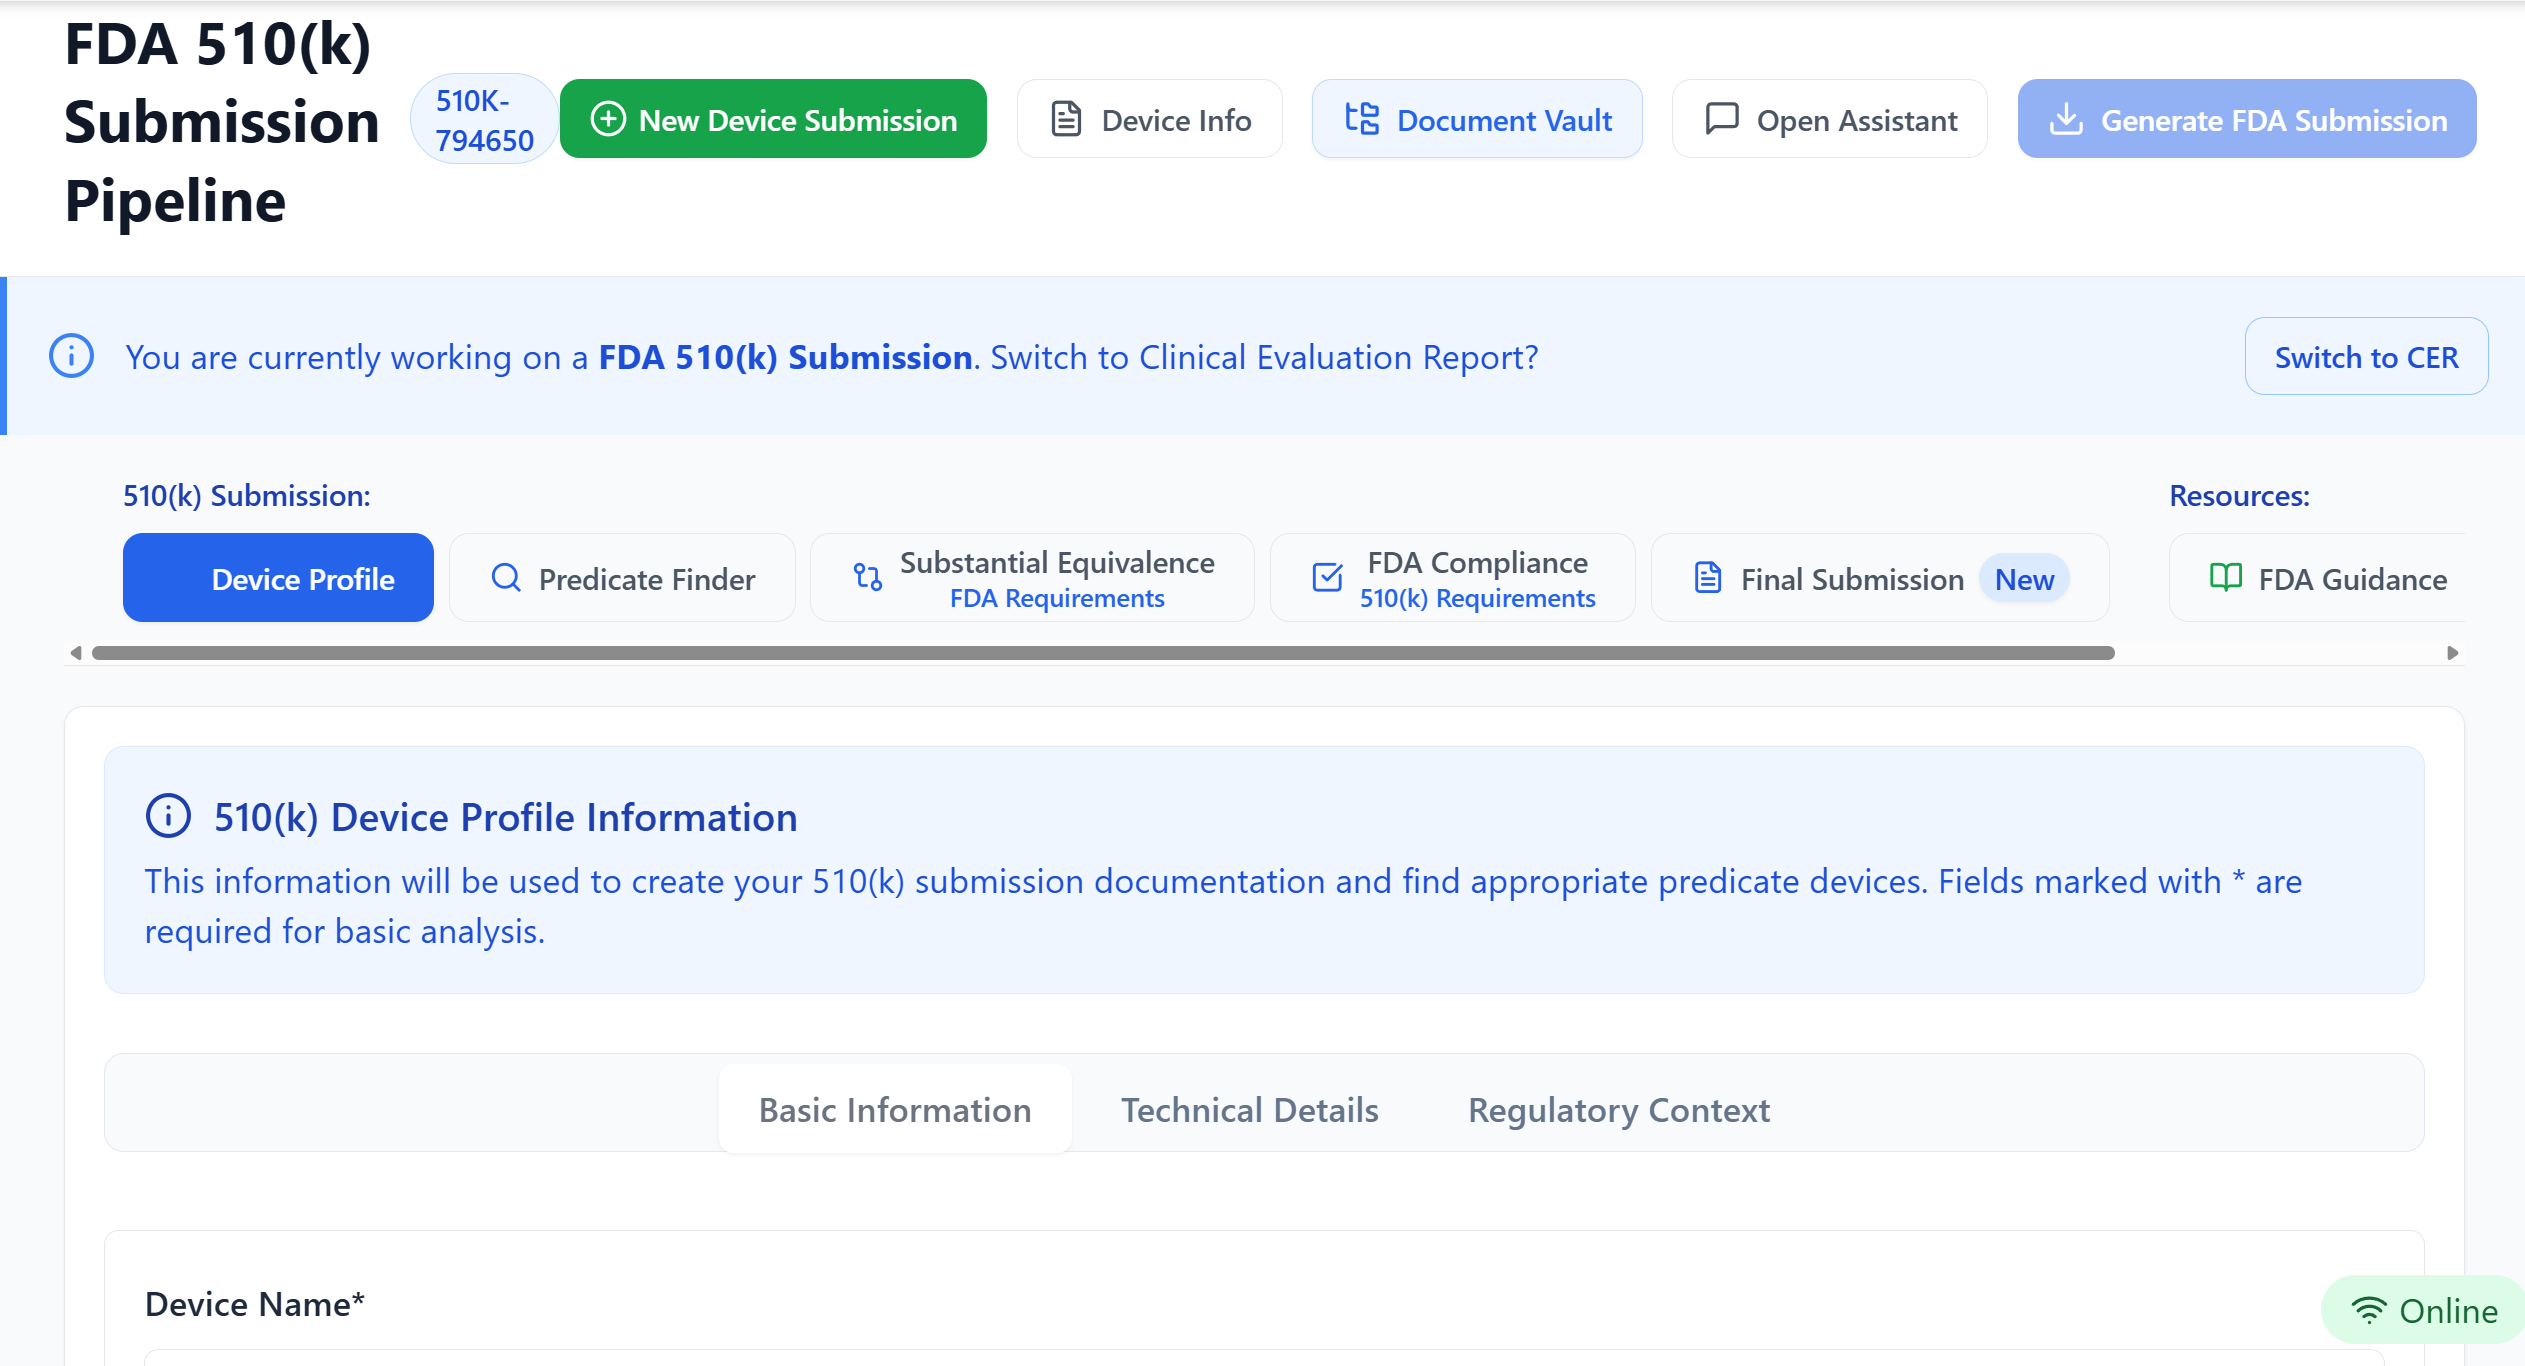 FDA 510(k)
Submission
Pipeline
510K-
794650
New Device Submission
Device Info
Document Vault
Open Assistant
Generate FDA Submission
You are currently working on a FDA 510(k) Submission. Switch to Clinical Evaluation Report?
Switch to CER
510(k) Submission:
Resources:
Device Profile
Predicate Finder
Substantial Equivalence
FDA Requirements
FDA Compliance
510(k) Requirements
Final Submission New
FDA Guidance
510(k) Device Profile Information
This information will be used to create your 510(k) submission documentation and find appropriate predicate devices. Fields marked with * are
required for basic analysis.
Basic Information
Technical Details
Regulatory Context
Device Name*
Online